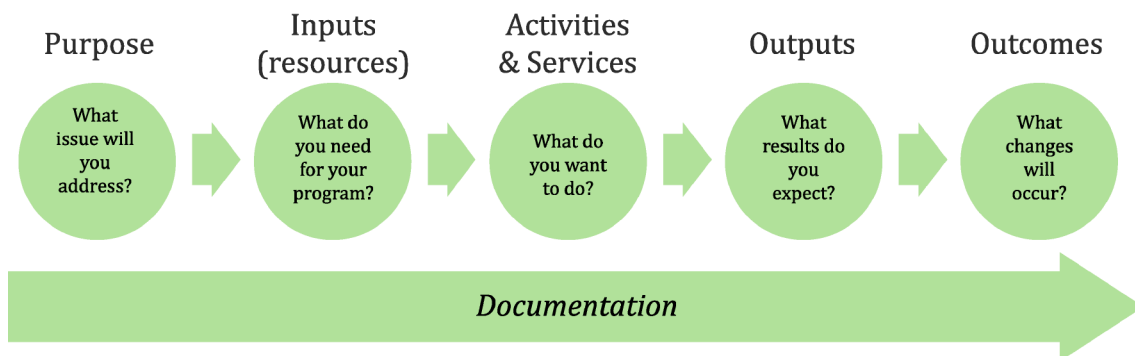 Purpose
Inputs
(resources)
Activities
& Services
Outputs
Outcomes
What
issue will
you
address?
What do
you need
for your
program?
What do
you want
to do?
What
results do
you
expect?
What
changes
will
occur?
Documentation